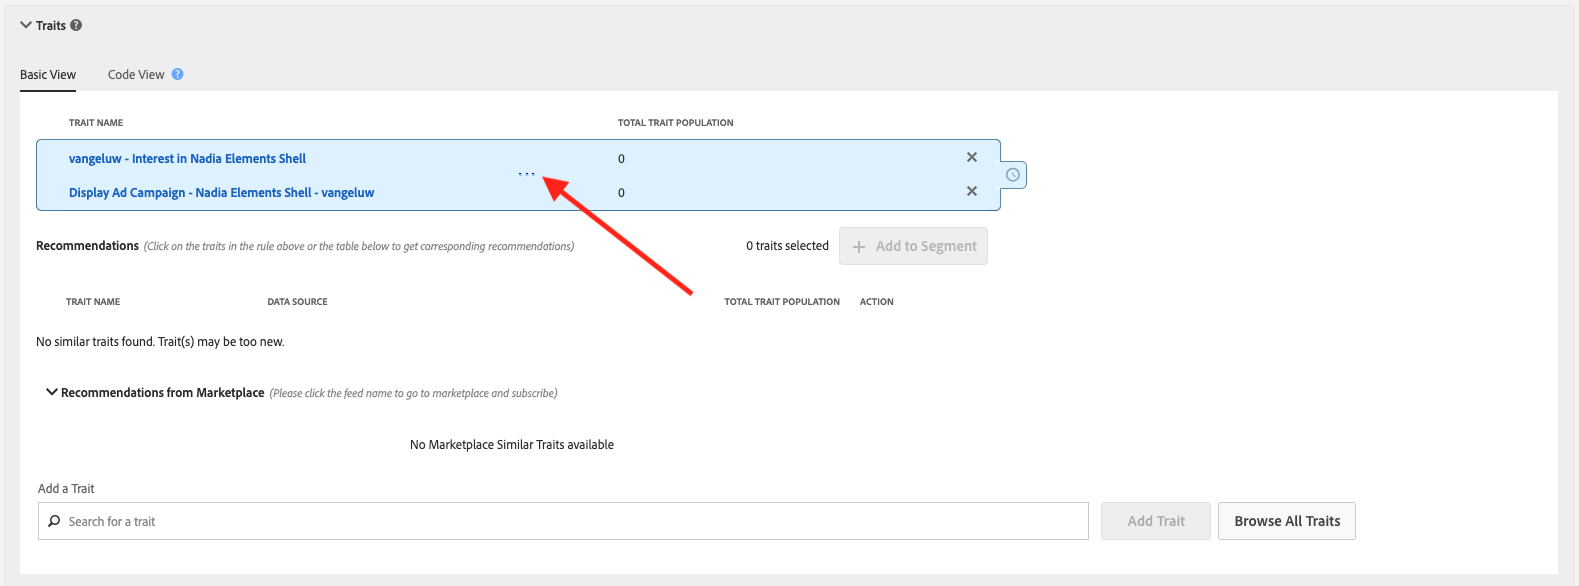 Traits ?
Basic View Code View ?
TRAIT NAME TOTAL TRAIT POPULATION
vangeluw - Interest in Nadia Elements Shell 0 ✕
...
Display Ad Campaign - Nadia Elements Shell - vangeluw 0 ✕
Recommendations (Click on the traits in the rule above or the table below to get corresponding recommendations) 0 traits selected + Add to Segment
TRAIT NAME DATA SOURCE TOTAL TRAIT POPULATION ACTION
No similar traits found. Trait(s) may be too new.
Recommendations from Marketplace (Please click the feed name to go to marketplace and subscribe)
No Marketplace Similar Traits available
Add a Trait
Search for a trait Add Trait Browse All Traits